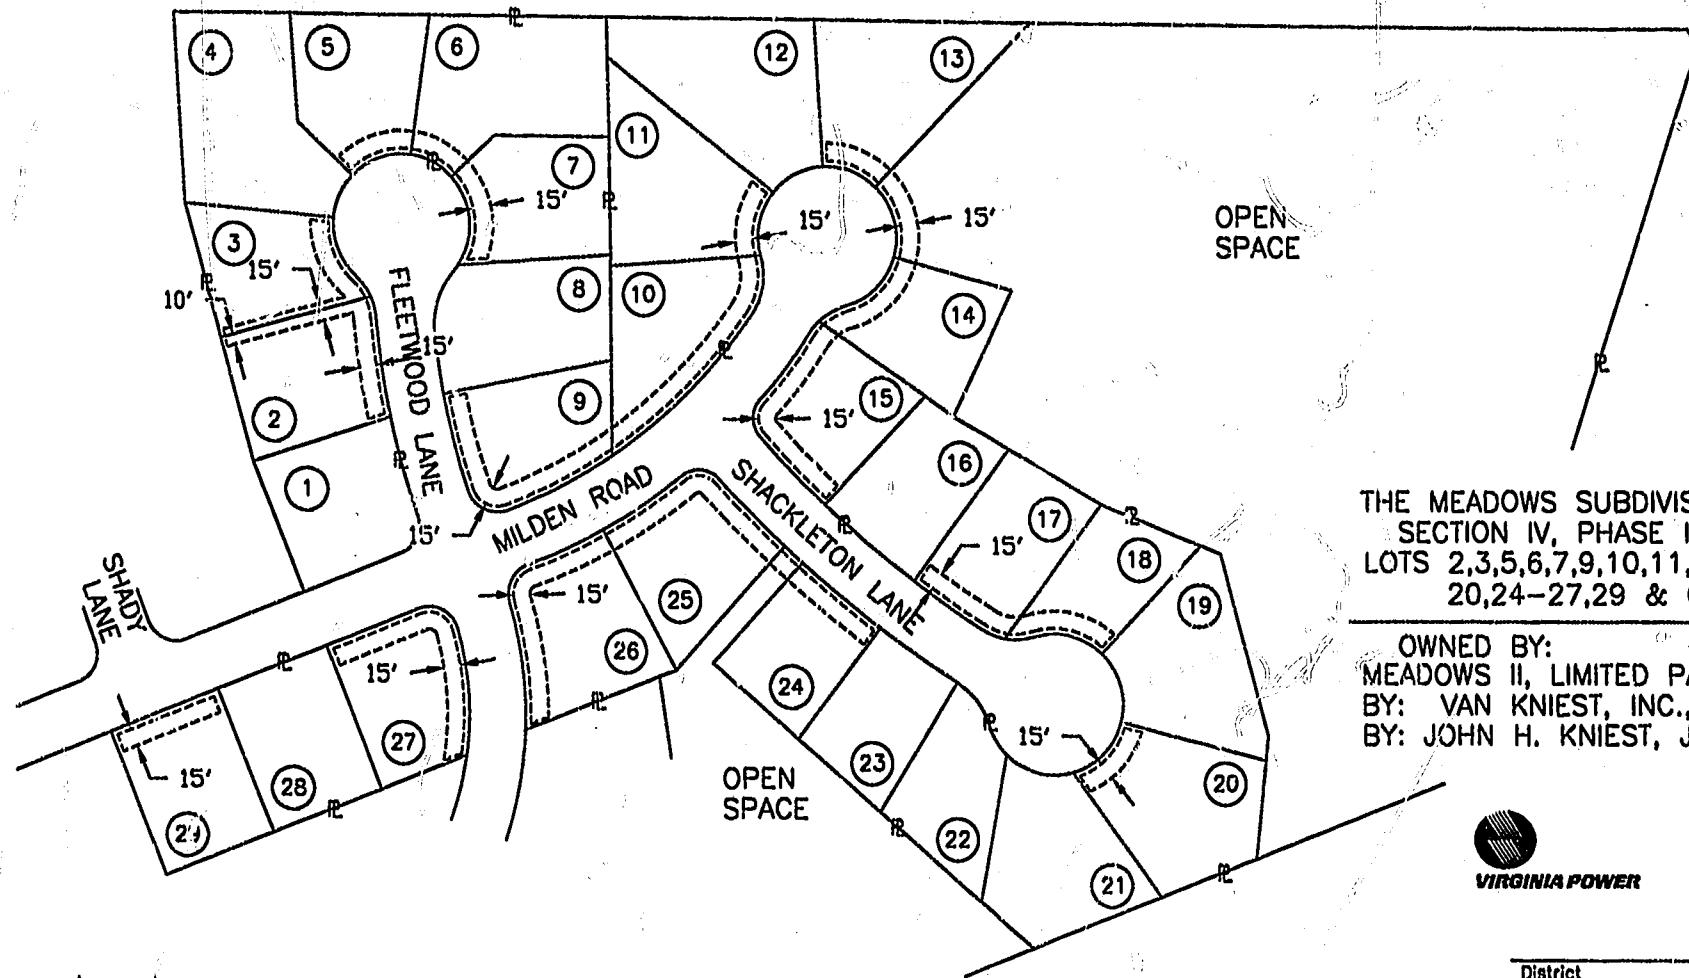 4
5
6
12
13
11
7
15'
15'
15'
OPEN
SPACE
3
15'
10'
8
10
14
FLEETWOOD LANE
15'
2
9
15
15'
1
16
SHACKLETON LANE
MILDEN ROAD
15'
17
15'
18
THE MEADOWS SUBDIVIS
SECTION IV, PHASE I
LOTS 2,3,5,6,7,9,10,11,
20,24-27,29 &
SHADY
LANE
15'
25
19
26
OWNED BY:
MEADOWS II, LIMITED PA
BY: VAN KNIEST, INC.,
BY: JOHN H. KNIEST, J
15'
24
27
15'
15'
28
23
20
OPEN
SPACE
29
22
21
VIRGINIA POWER
District